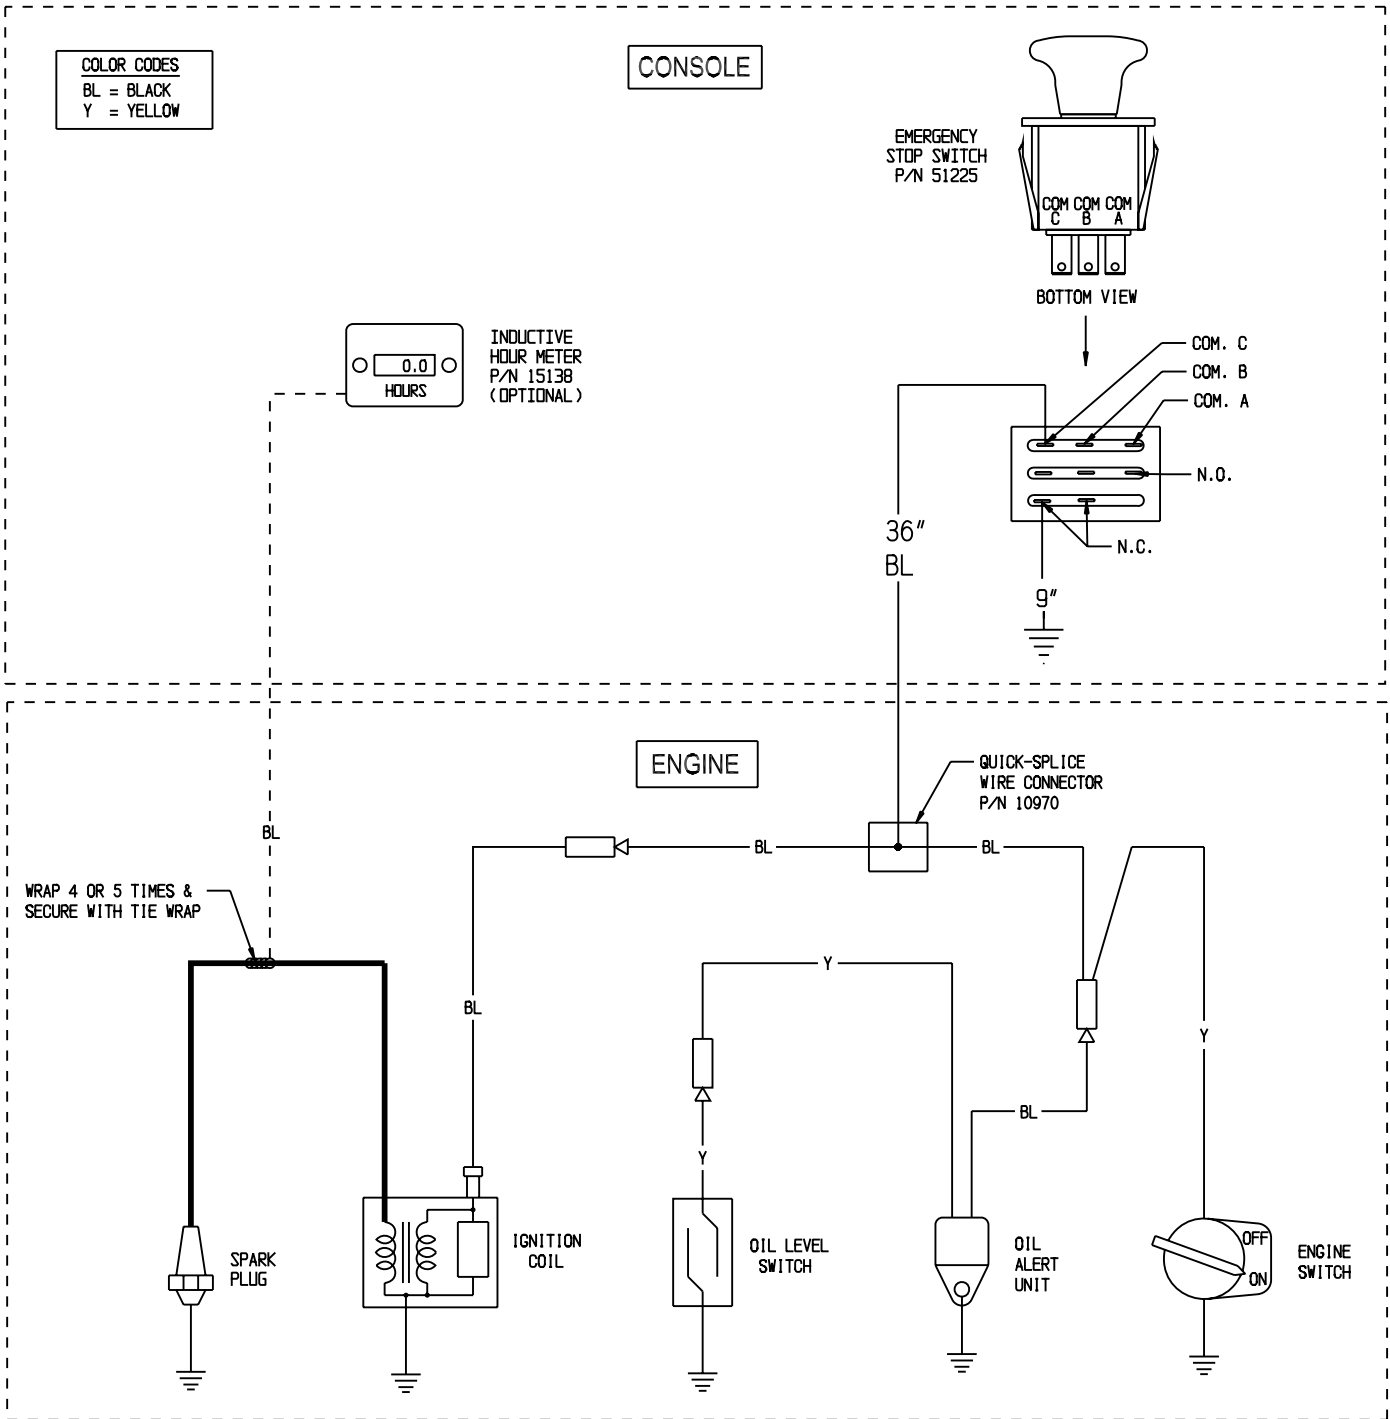 COLOR CODES
BL = BLACK
Y = YELLOW
CONSOLE
EMERGENCY
STOP SWITCH
P/N 51225
COM COM COM
C B A
BOTTOM VIEW
INDUCTIVE
HOUR METER
P/N 15138
(OPTIONAL)
0.0
HOURS
COM. C
COM. B
COM. A
N.O.
N.C.
36"
BL
9"
ENGINE
QUICK-SPLICE
WIRE CONNECTOR
P/N 10970
BL
BL
BL
WRAP 4 OR 5 TIMES &
SECURE WITH TIE WRAP
Y
BL
Y
BL
Y
SPARK
PLUG
IGNITION
COIL
OIL LEVEL
SWITCH
OIL
ALERT
UNIT
OFF
ON
ENGINE
SWITCH